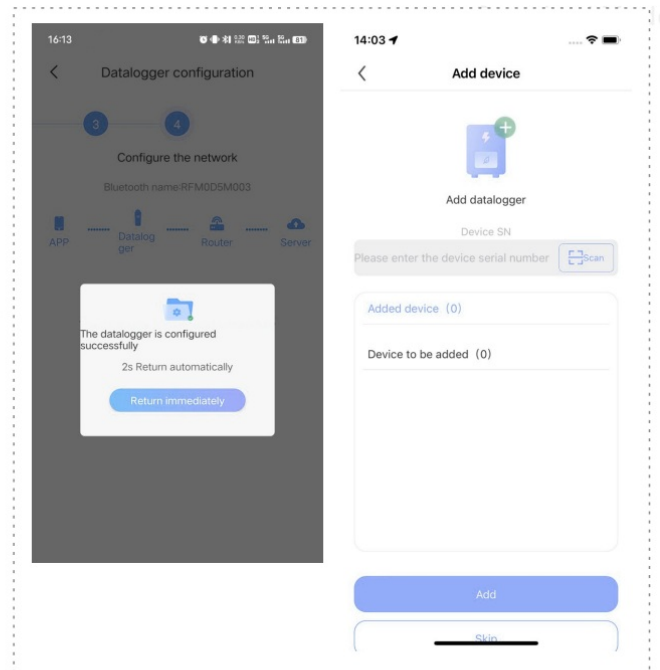 16:13
Datalogger configuration
3
4
Configure the network
Bluetooth name:RFM0D5M003
APP
Datalog
ger
Router
Server
The datalogger is configured
successfully
2s Return automatically
Return immediately
14:03
Add device
Add datalogger
Device SN
Please enter the device serial number
Scan
Added device (0)
Device to be added (0)
Add
Skip